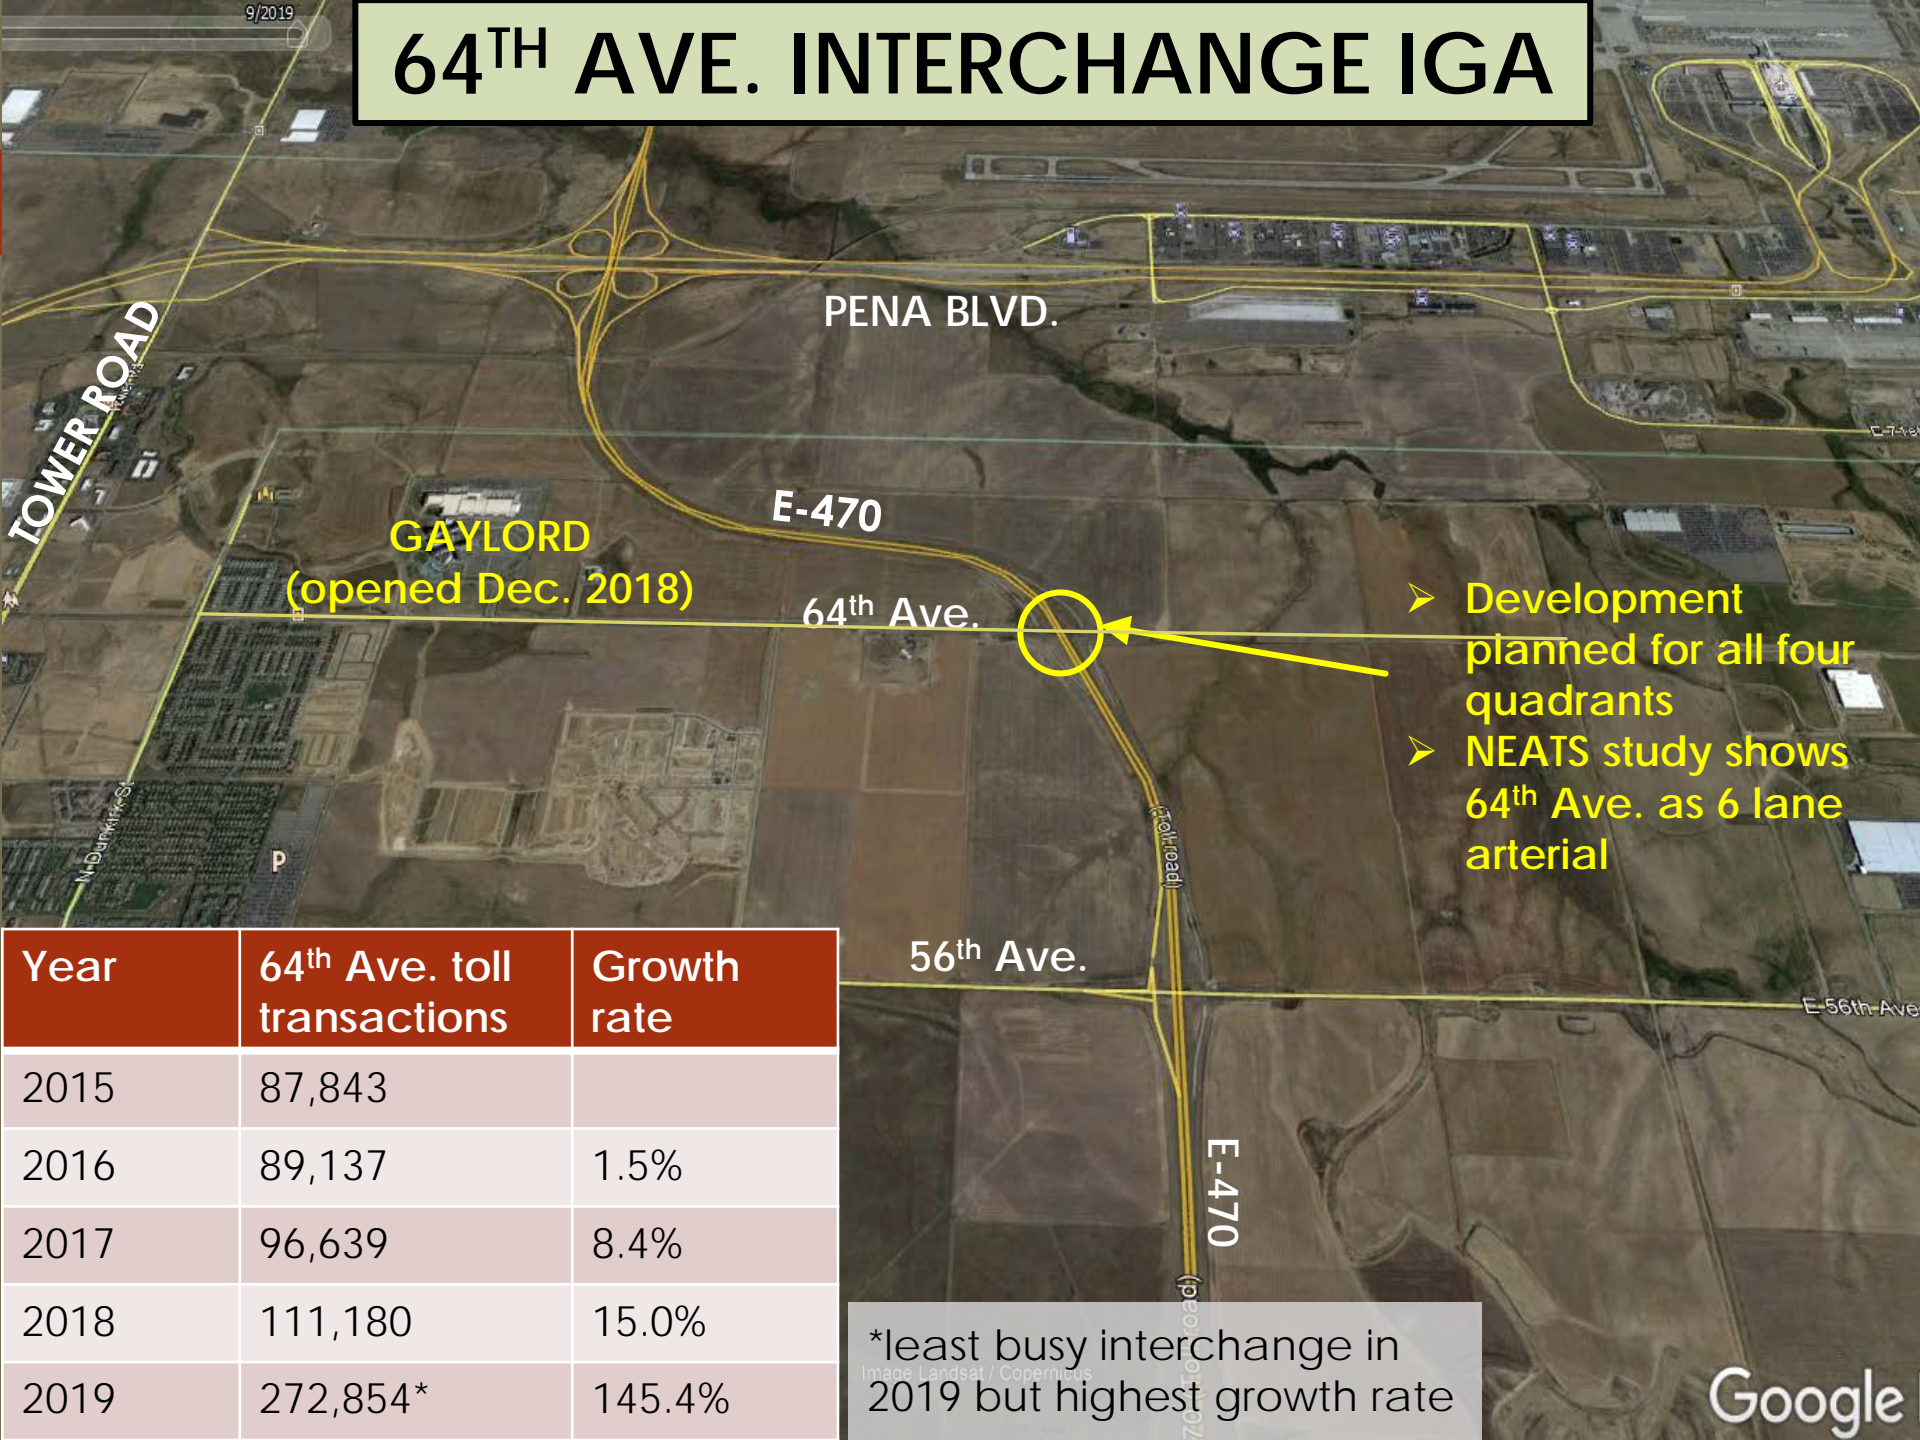 9/2019
64TH AVE. INTERCHANGE IGA
PENA BLVD.
TOWER ROAD
E-470
GAYLORD
(opened Dec. 2018)
64th Ave.
➢ Development
planned for all four
quadrants
➢ NEATS study shows
64th Ave. as 6 lane
arterial
N Dunkirk St
P
(Toll road)
56th Ave.
E 56th Ave
E-470
Year 64th Ave. toll transactions Growth rate
2015 87,843
2016 89,137 1.5%
2017 96,639 8.4%
2018 111,180 15.0%
2019 272,854* 145.4%
*least busy interchange in
2019 but highest growth rate
Image Landsat / Copernicus
Google